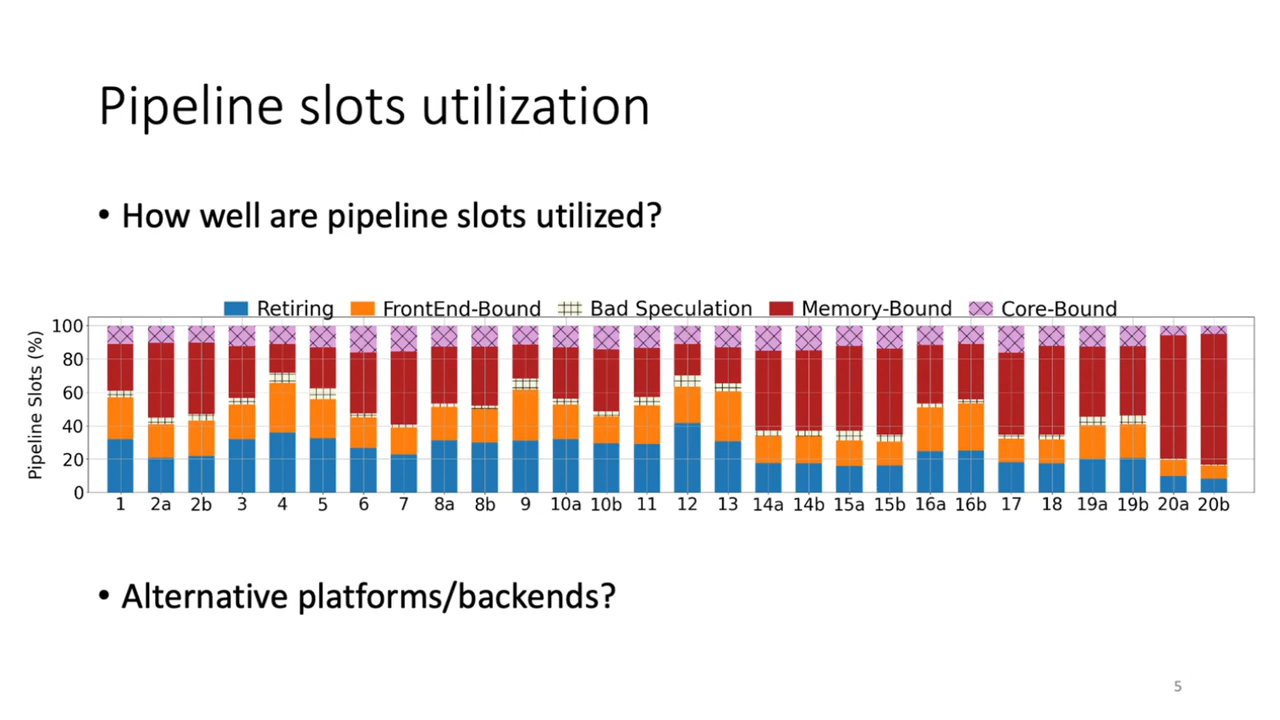 Pipeline slots utilization
• How well are pipeline slots utilized?
Retiring FrontEnd-Bound Bad Speculation Memory-Bound Core-Bound
Pipeline Slots (%)
100
80
60
40
20
0
1 2a 2b 3 4 5 6 7 8a 8b 9 10a 10b 11 12 13 14a 14b 15a 15b 16a 16b 17 18 19a 19b 20a 20b
• Alternative platforms/backends?
5